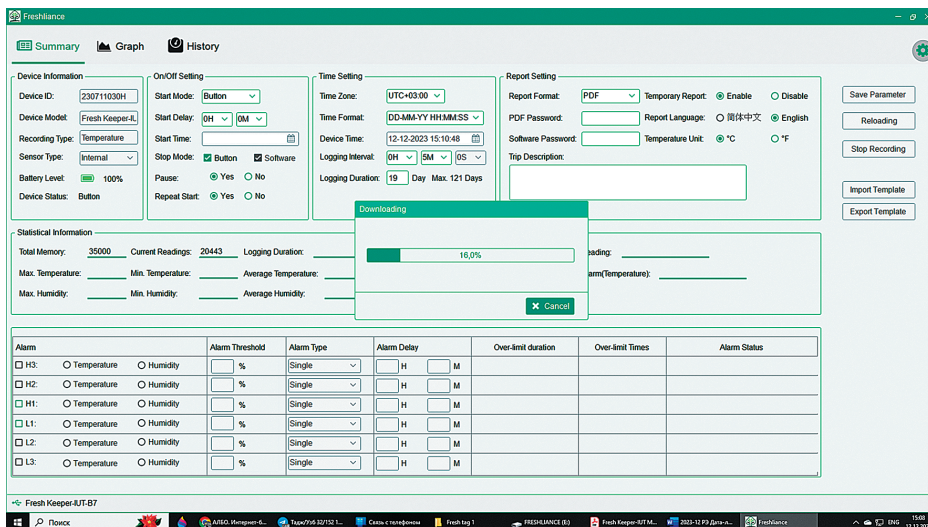 Freshliance
Summary Graph History
Device Information On/Off Setting Time Setting Report Setting
Device ID: 230711030H Start Mode: Button Time Zone: UTC+03:00 Report Format: PDF Temporary Report: Enable Disable Save Parameter
Device Model: Fresh Keeper-IL Start Delay: 0H 0M Time Format: DD-MM-YY HH:MM:SS PDF Password: Report Language: 简体中文 English Reloading
Recording Type: Temperature Start Time: Device Time: 12-12-2023 15:10:48 Software Password: Temperature Unit: °C °F
Sensor Type: Internal Stop Mode: Button Software Logging Interval: 0H 5M 0S Trip Description: Stop Recording
Battery Level: 100% Pause: Yes No Logging Duration: 19 Day Max. 121 Days
Device Status: Button Repeat Start: Yes No Import Template
Downloading Export Template
Statistical Information
Total Memory: 35000 Current Readings: 20443 Logging Duration: 16,0% eading:
Max. Temperature: Min. Temperature: Average Temperature: arm(Temperature):
Max. Humidity: Min. Humidity: Average Humidity:
Cancel
Alarm Alarm Threshold Alarm Type Alarm Delay Over-limit duration Over-limit Times Alarm Status
H3: Temperature Humidity % Single H M
H2: Temperature Humidity % Single H M
H1: Temperature Humidity % Single H M
L1: Temperature Humidity % Single H M
L2: Temperature Humidity % Single H M
L3: Temperature Humidity % Single H M
Fresh Keeper-IUT-B7
Поиск АЛБО. Интернет-б... Связь с телефоном Fresh tag 1 FRESHLIANCE (E:) Fresh Keeper-IUT M... Freshliance ENG 15:08